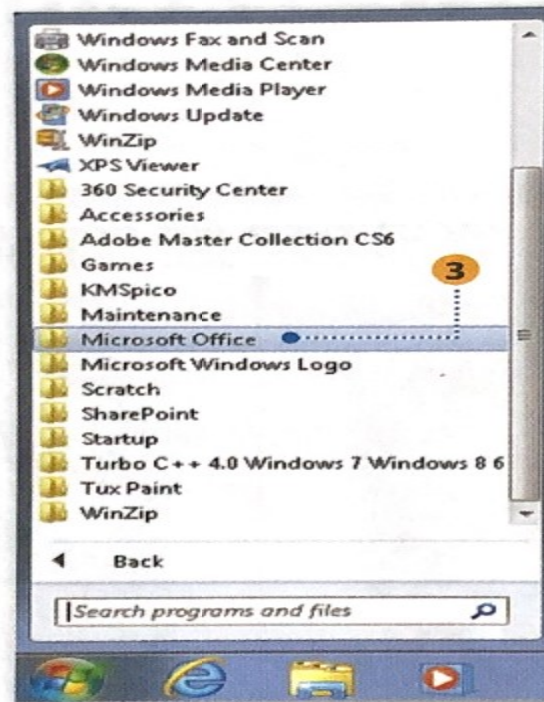 Windows Fax and Scan
Windows Media Center
Windows Media Player
Windows Update
WinZip
XPS Viewer
360 Security Center
Accessories
Adobe Master Collection CS6
Games
3
KMSpico
Maintenance
Microsoft Office
Microsoft Windows Logo
Scratch
SharePoint
Startup
Turbo C++ 4.0 Windows 7 Windows 8 6
Tux Paint
WinZip
Back
Search programs and files